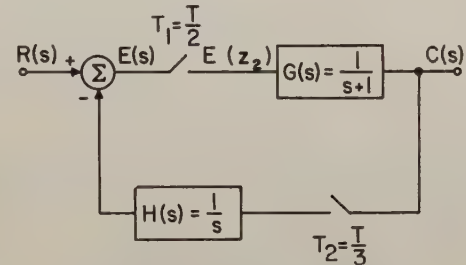 T₁ = T/2
R(s) + Σ E(s) E (z₂) G(s) = 1/(s+1) C(s)
-
H(s) = 1/s
T₂ = T/3